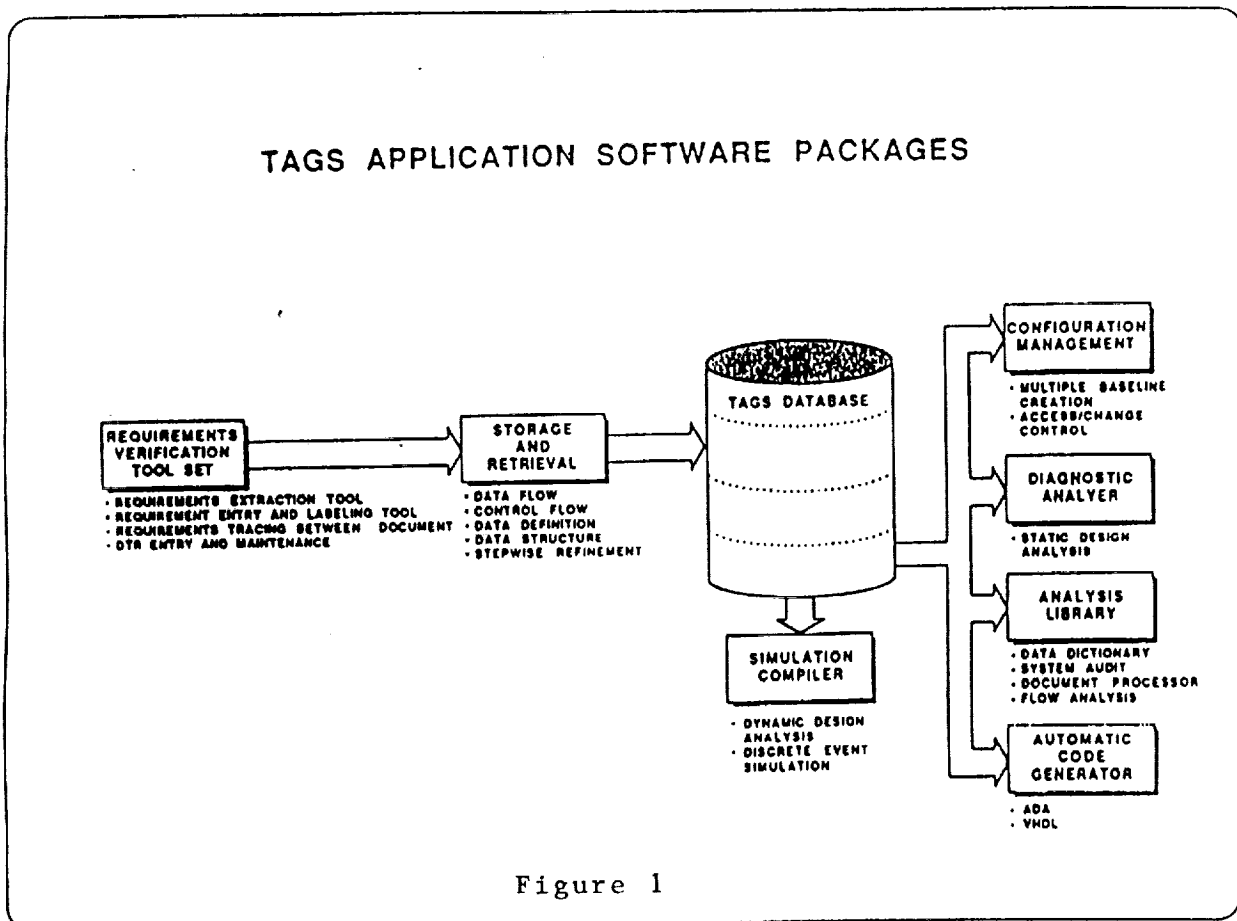 TAGS APPLICATION SOFTWARE PACKAGES
REQUIREMENTS
VERIFICATION
TOOL SET
· REQUIREMENTS EXTRACTION TOOL
· REQUIREMENT ENTRY AND LABELING TOOL
· REQUIREMENTS TRACING BETWEEN DOCUMENT
· DTR ENTRY AND MAINTENANCE
STORAGE
AND
RETRIEVAL
· DATA FLOW
· CONTROL FLOW
· DATA DEFINITION
· DATA STRUCTURE
· STEPWISE REFINEMENT
TAGS DATABASE
SIMULATION
COMPILER
· DYNAMIC DESIGN
ANALYSIS
· DISCRETE EVENT
SIMULATION
CONFIGURATION
MANAGEMENT
· MULTIPLE BASELINE
CREATION
· ACCESS/CHANGE
CONTROL
DIAGNOSTIC
ANALYER
· STATIC DESIGN
ANALYSIS
ANALYSIS
LIBRARY
· DATA DICTIONARY
· SYSTEM AUDIT
· DOCUMENT PROCESSOR
· FLOW ANALYSIS
AUTOMATIC
CODE
GENERATOR
· ADA
· VHDL
Figure 1